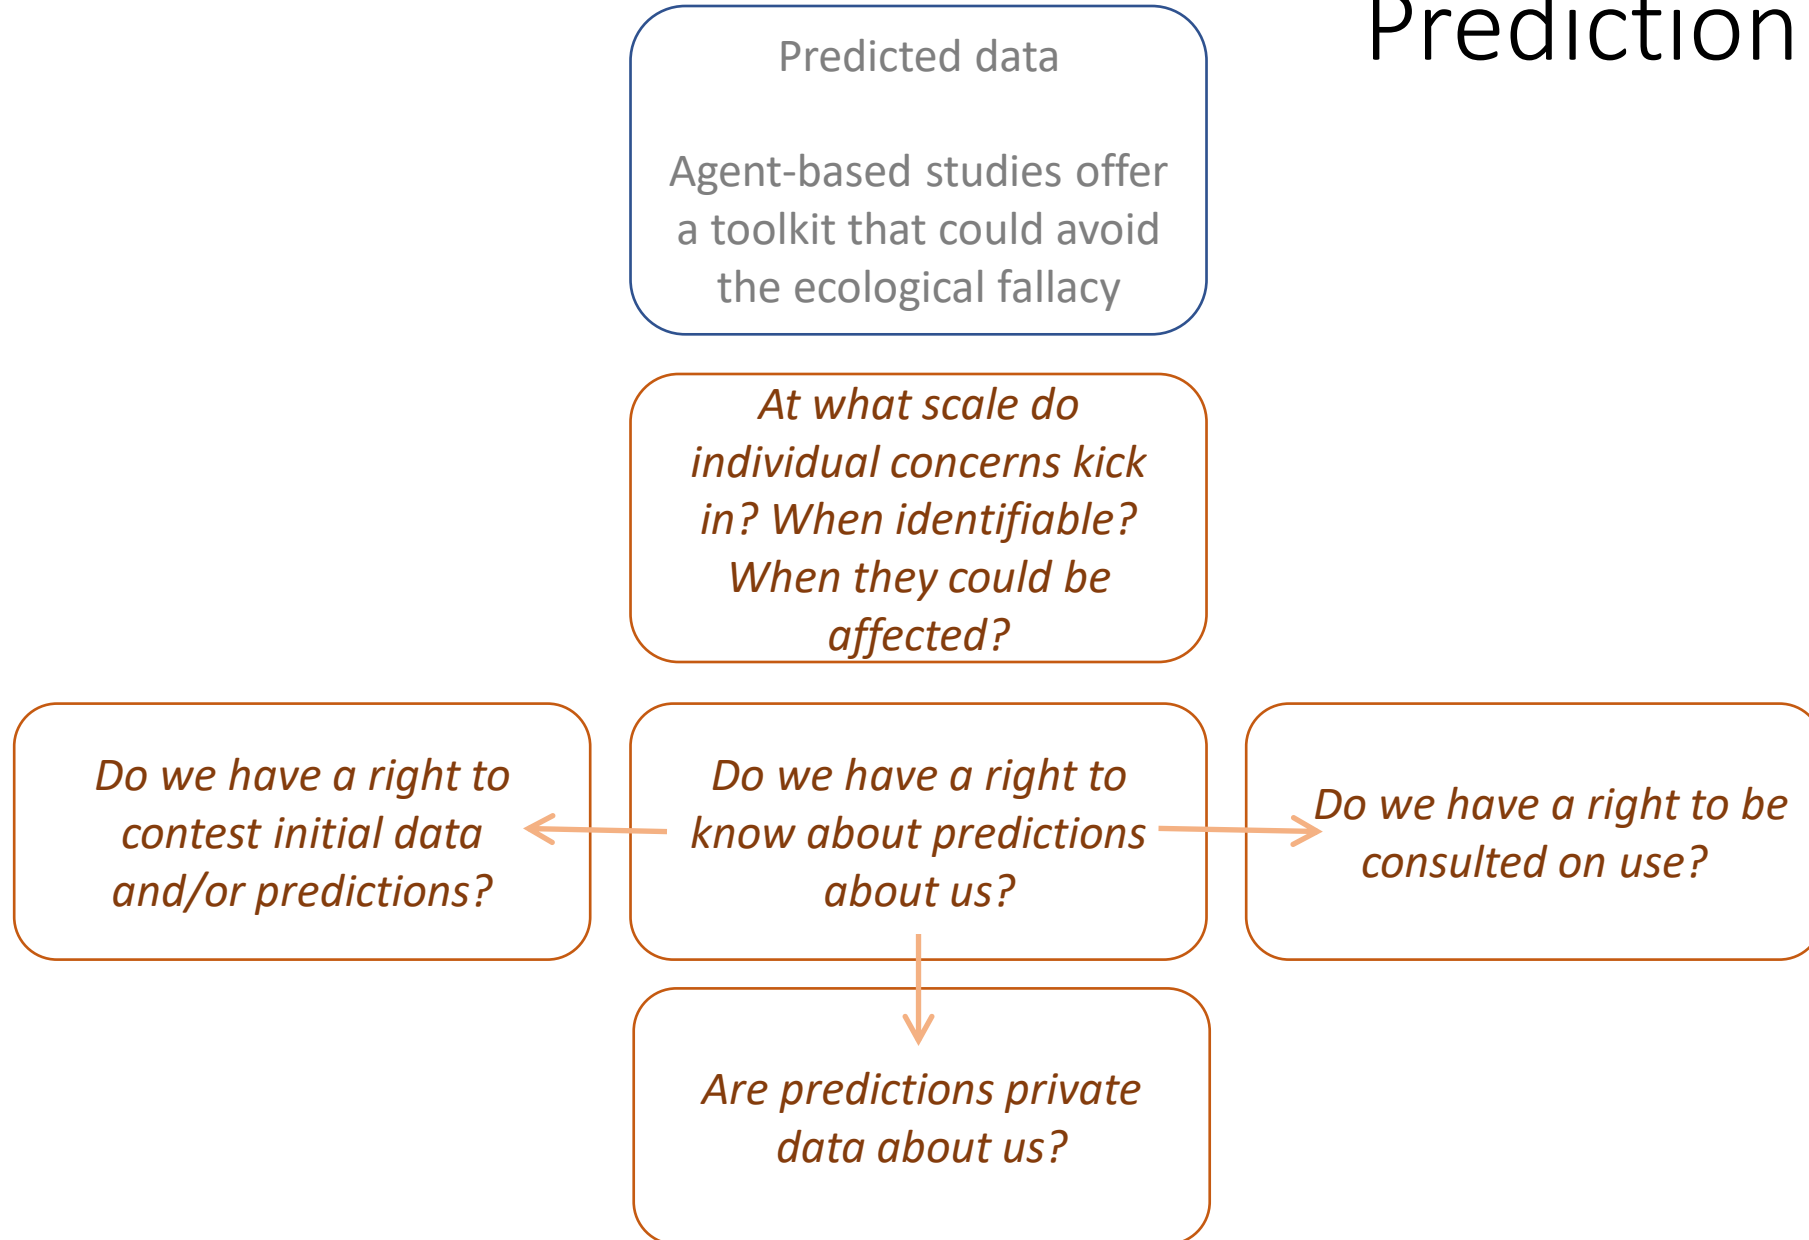 Prediction
Predicted data
Agent-based studies offer
a toolkit that could avoid
the ecological fallacy
At what scale do
individual concerns kick
in? When identifiable?
When they could be
affected?
Do we have a right to
contest initial data
and/or predictions?
Do we have a right to
know about predictions
about us?
Do we have a right to be
consulted on use?
Are predictions private
data about us?